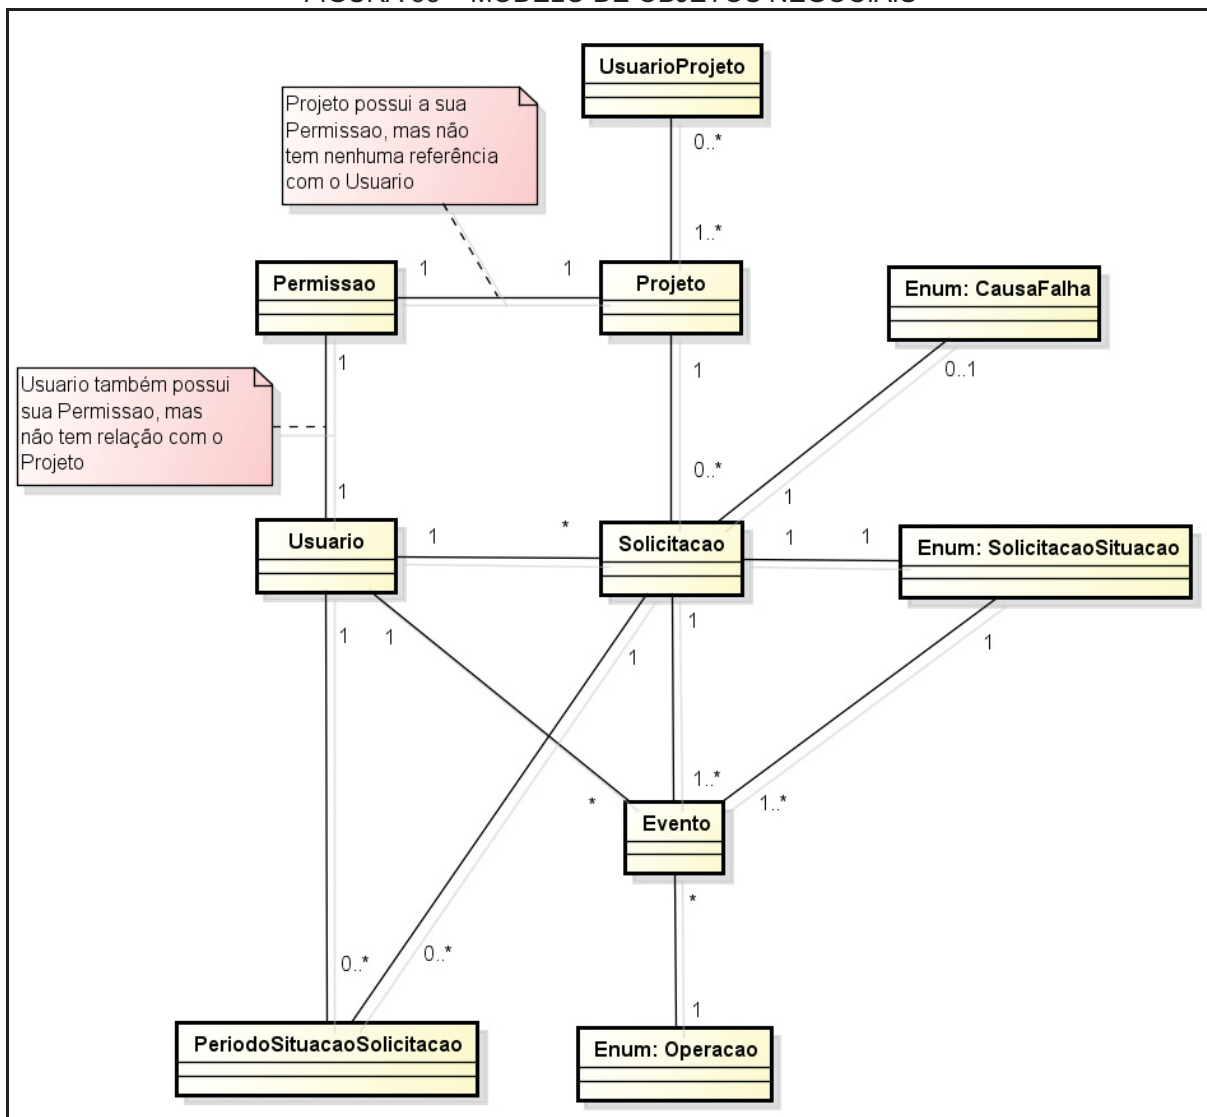 UsuarioProjeto
Projeto possui a sua
Permissao, mas não
tem nenhuma referência
com o Usuario
0..*
1..*
1
1
Permissao
Projeto
Enum: CausaFalha
1
1
0..1
Usuario também possui
sua Permissao, mas
não tem relação com o
Projeto
0..*
1
1
Usuario
1
*
Solicitacao
1
1
Enum: SolicitacaoSituacao
1
1
1
1
1
1..*
1..*
*
Evento
*
0..*
0..*
1
PeriodoSituacaoSolicitacao
Enum: Operacao